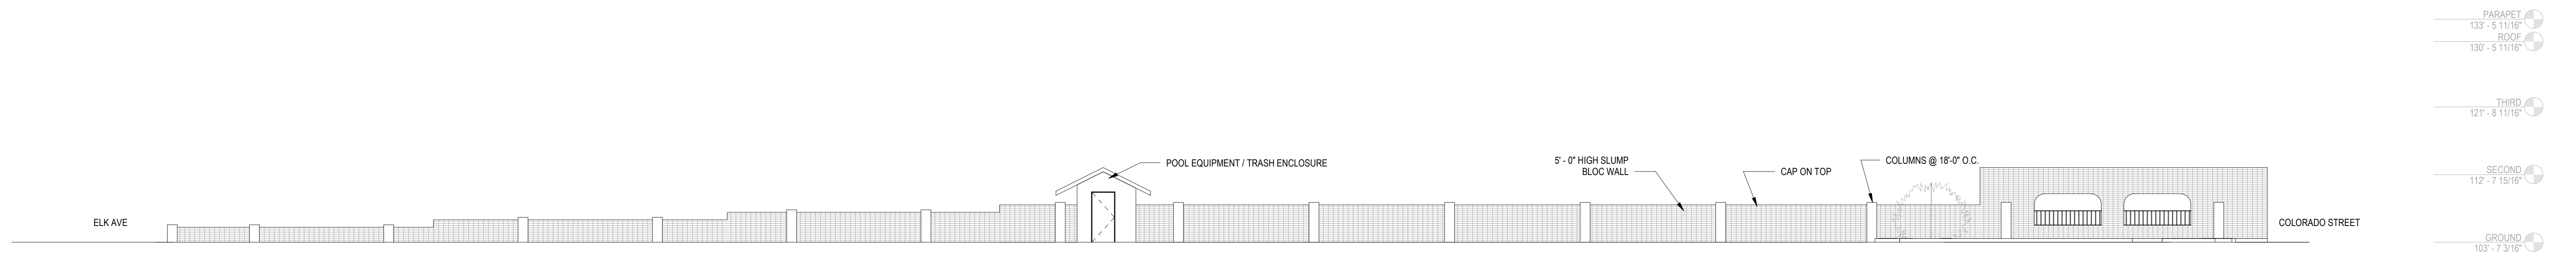 PARAPET
133' - 5 11/16"
ROOF
130' - 5 11/16"
THIRD
121' - 8 11/16"
POOL EQUIPMENT / TRASH ENCLOSURE
5' - 0" HIGH SLUMP
BLOC WALL
CAP ON TOP
COLUMNS @ 18'-0" O.C.
SECOND
112' - 7 15/16"
ELK AVE
COLORADO STREET
GROUND
103' - 7 3/16"